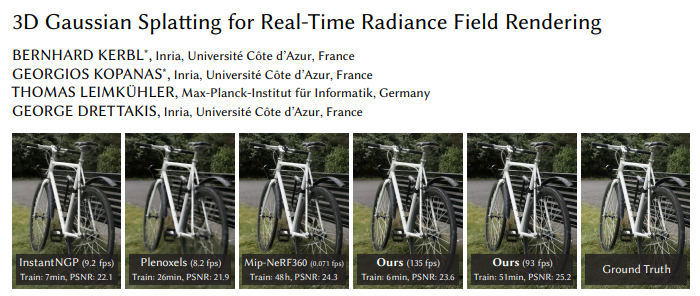 3D Gaussian Splatting for Real-Time Radiance Field Rendering
BERNHARD KERBL*, Inria, Université Côte d'Azur, France
GEORGIOS KOPANAS*, Inria, Université Côte d'Azur, France
THOMAS LEIMKÜHLER, Max-Planck-Institut für Informatik, Germany
GEORGE DRETTAKIS, Inria, Université Côte d'Azur, France
InstantNGP (9.2 fps)
Train: 7min, PSNR: 22.1
Plenoxels (8.2 fps)
Train: 26min, PSNR: 21.9
Mip-NeRF360 (0.071 fps)
Train: 48h, PSNR: 24.3
Ours (135 fps)
Train: 6min, PSNR: 23.6
Ours (93 fps)
Train: 51min, PSNR: 25.2
Ground Truth